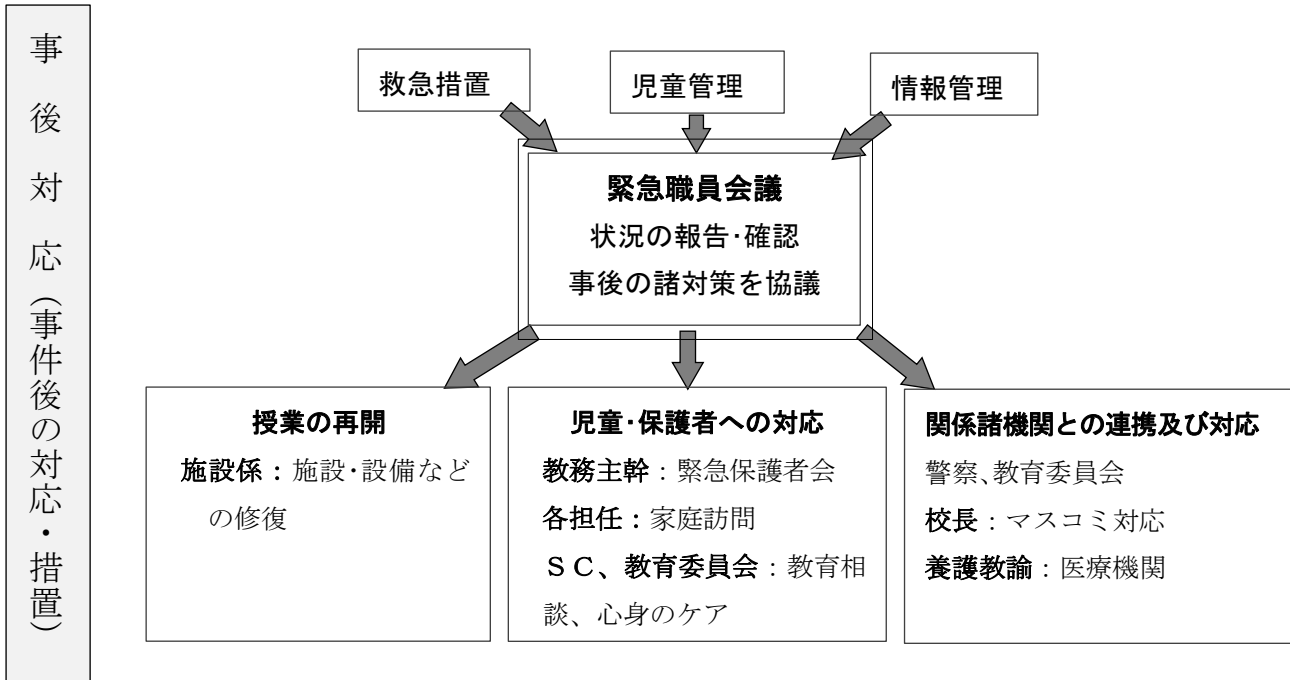 事後対応（事件後の対応・措置）
救急措置
児童管理
情報管理
緊急職員会議
状況の報告･確認
事後の諸対策を協議
授業の再開
施設係：施設･設備など
の修復
児童･保護者への対応
教務主幹：緊急保護者会
各担任：家庭訪問
ＳＣ、教育委員会：教育相
談、心身のケア
関係諸機関との連携及び対応
警察､教育委員会
校長：マスコミ対応
養護教諭：医療機関